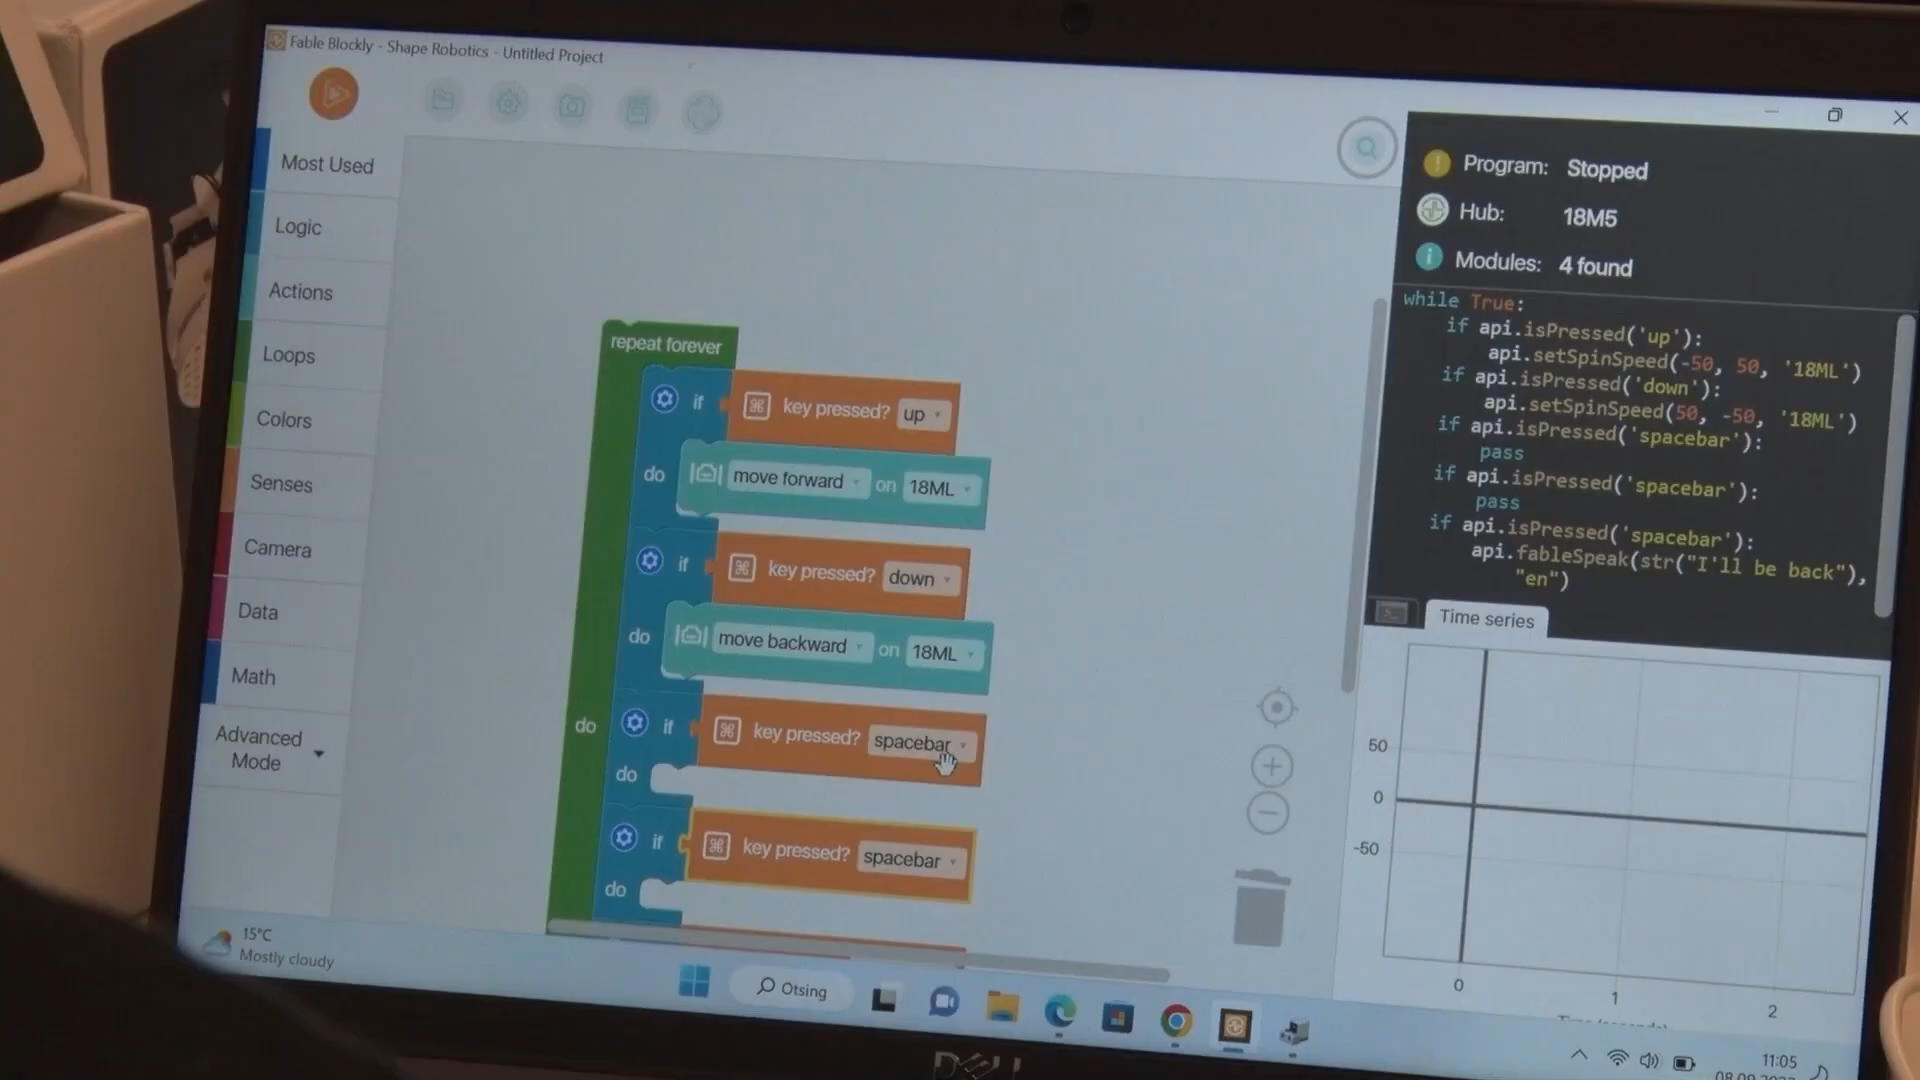 Fable Blockly - Shape Robotics - Untitled Project
Most Used
Logic
Actions
Loops
Colors
Senses
Camera
Data
Math
Advanced
Mode
repeat forever
if key pressed? up
do move forward on 18ML
if key pressed? down
do move backward on 18ML
do
if key pressed? spacebar
do
if key pressed? spacebar
do
Program: Stopped
Hub: 18M5
Modules: 4 found
while True:
if api.isPressed('up'):
api.setSpinSpeed(-50, 50, '18ML')
if api.isPressed('down'):
api.setSpinSpeed(50, -50, '18ML')
if api.isPressed('spacebar'):
pass
if api.isPressed('spacebar'):
pass
if api.isPressed('spacebar'):
api.fableSpeak(str("I'll be back"),
"en")
Time series
50
0
-50
0 1 2
15°C
Mostly cloudy
Otsing
11:05
DELL